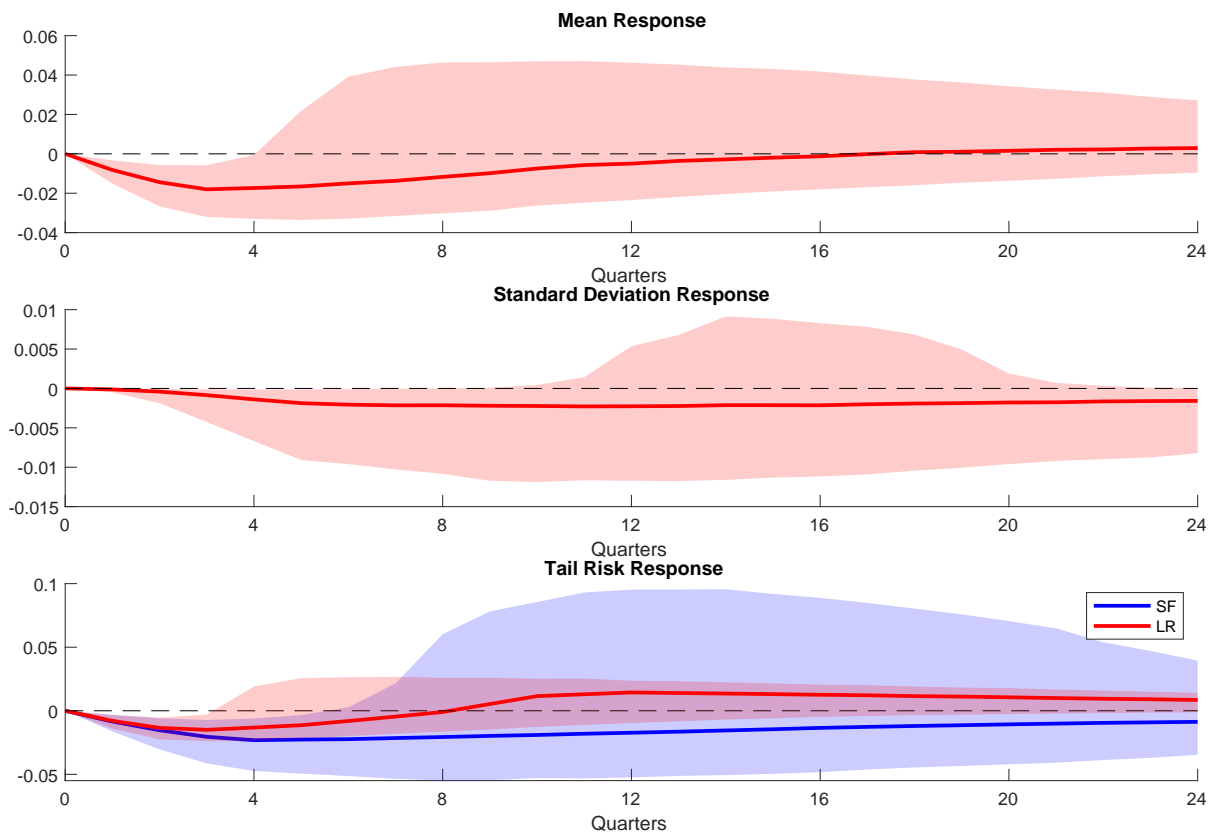 Mean Response
0.06
0.04
0.02
0
-0.02
-0.04
0 4 8 12 16 20 24
Quarters
Standard Deviation Response
0.01
0.005
0
-0.005
-0.01
-0.015
0 4 8 12 16 20 24
Quarters
Tail Risk Response
0.1
0.05
0
-0.05
SF
LR
0 4 8 12 16 20 24
Quarters